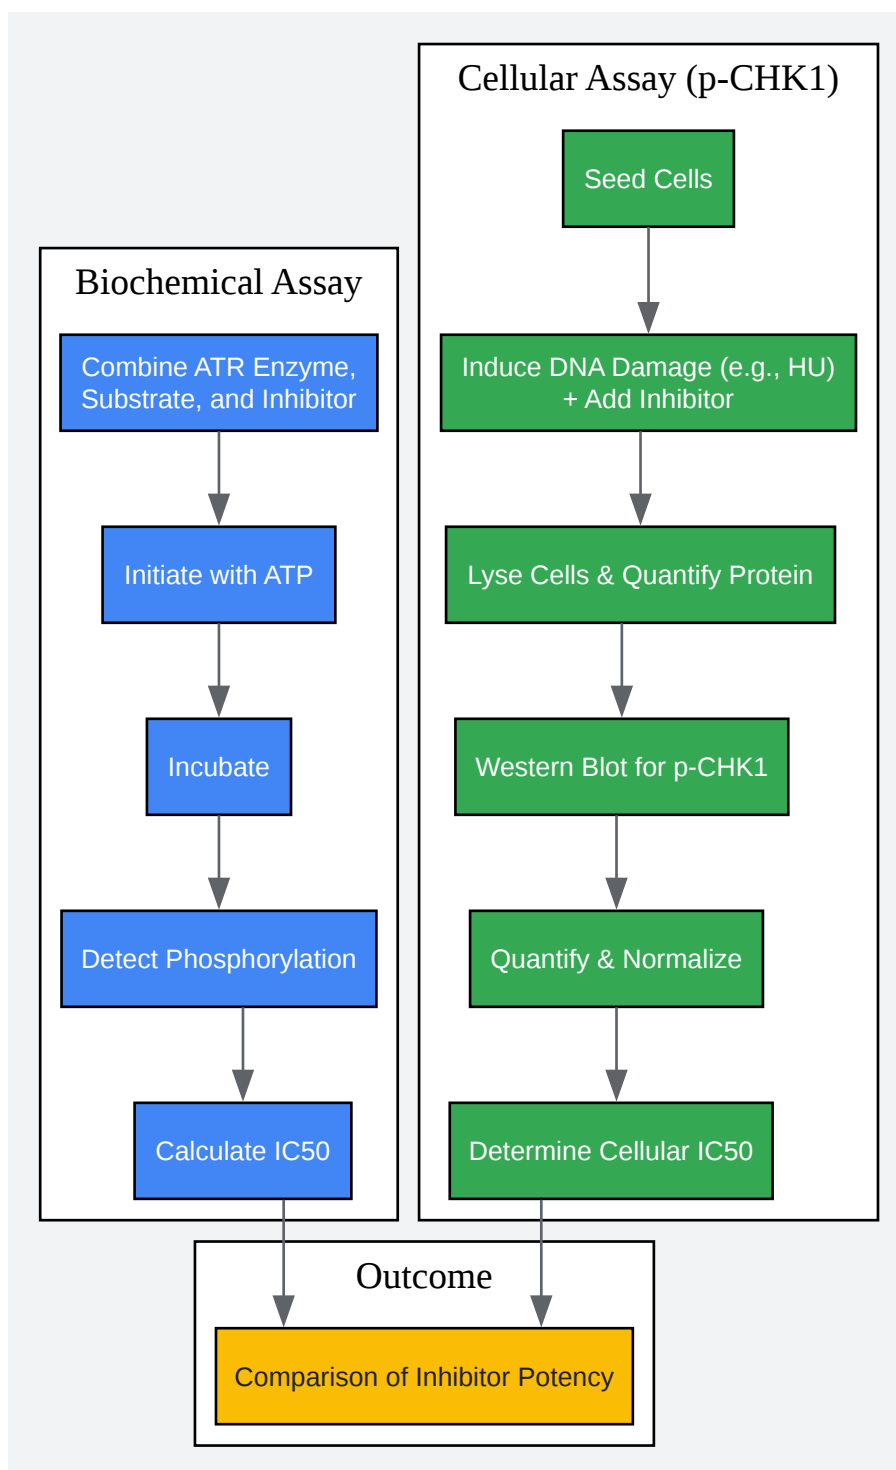 Biochemical Assay
Combine ATR Enzyme,
Substrate, and Inhibitor
Initiate with ATP
Incubate
Detect Phosphorylation
Calculate IC50
Cellular Assay (p-CHK1)
Seed Cells
Induce DNA Damage (e.g., HU)
+ Add Inhibitor
Lyse Cells & Quantify Protein
Western Blot for p-CHK1
Quantify & Normalize
Determine Cellular IC50
Outcome
Comparison of Inhibitor Potency